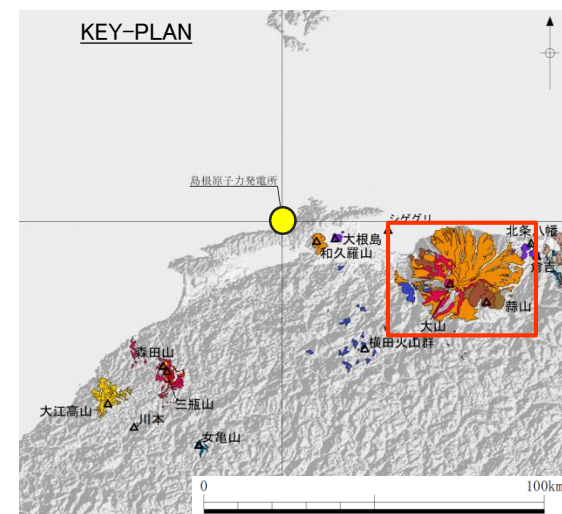 KEY-PLAN
島根原子力発電所
シゲグリ
北条八幡
大根島
倉吉
和久羅山
蒜山
大山
横田火山群
森田山
三瓶山
大江高山
川本
女亀山
0
100km